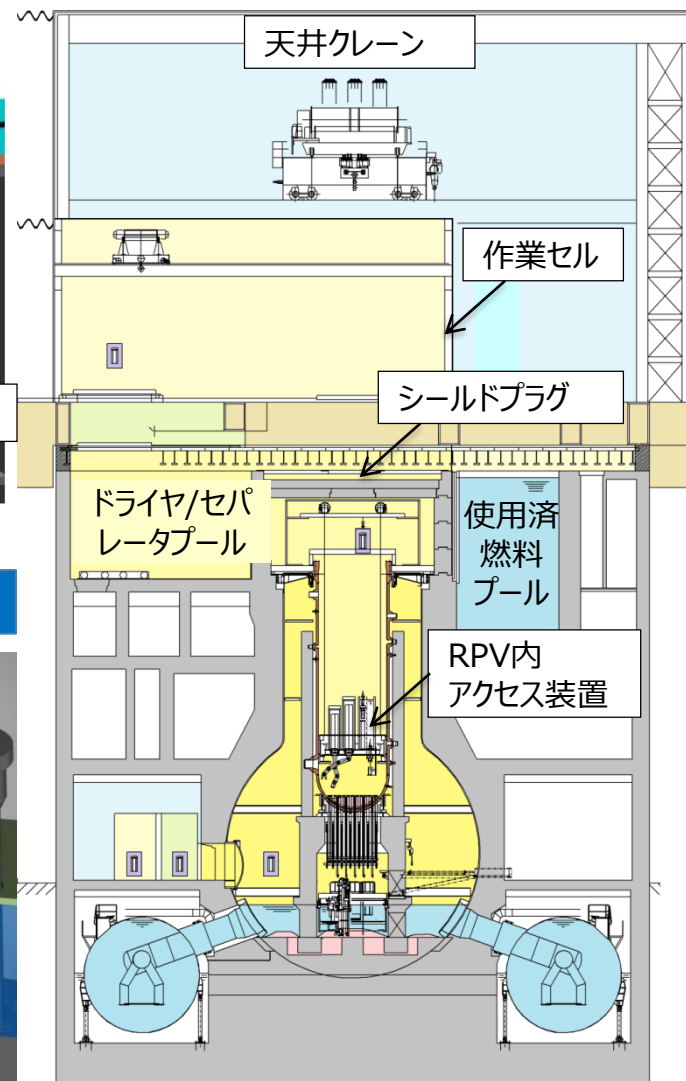 天井クレーン
作業セル
シールドプラグ
ドライヤ/セパ
レータプール
使用済
燃料
プール
RPV内
アクセス装置